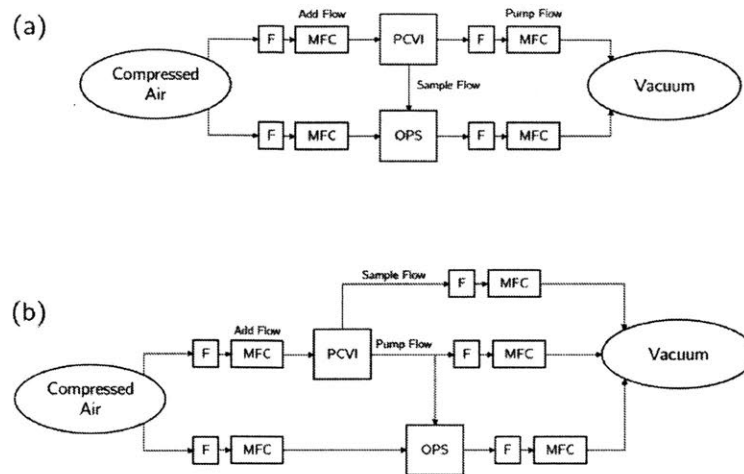 (a)
Add Flow
Pump Flow
F
MFC
PCVI
F
MFC
Compressed
Air
Vacuum
Sample Flow
F
MFC
OPS
F
MFC
(b)
Sample Flow
F
MFC
Add Flow
Pump Flow
F
MFC
PCVI
F
MFC
Vacuum
Compressed
Air
F
MFC
OPS
F
MFC